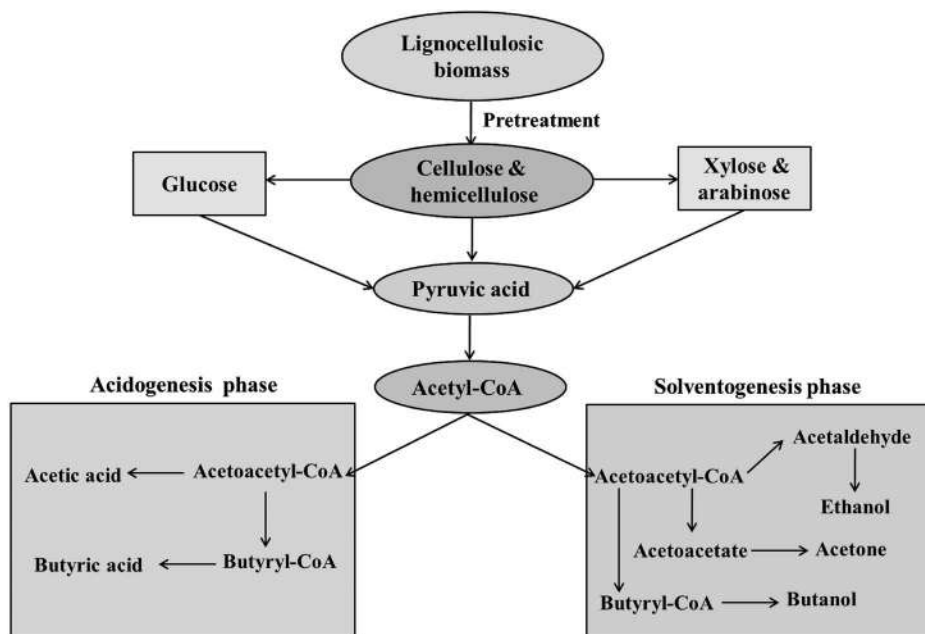 Lignocellulosic
biomass
Pretreatment
Glucose
Cellulose &
hemicellulose
Xylose &
arabinose
Pyruvic acid
Acetyl-CoA
Acidogenesis phase
Acetic acid
Acetoacetyl-CoA
Butyric acid
Butyryl-CoA
Solventogenesis phase
Acetaldehyde
Acetoacetyl-CoA
Ethanol
Acetoacetate
Acetone
Butyryl-CoA
Butanol